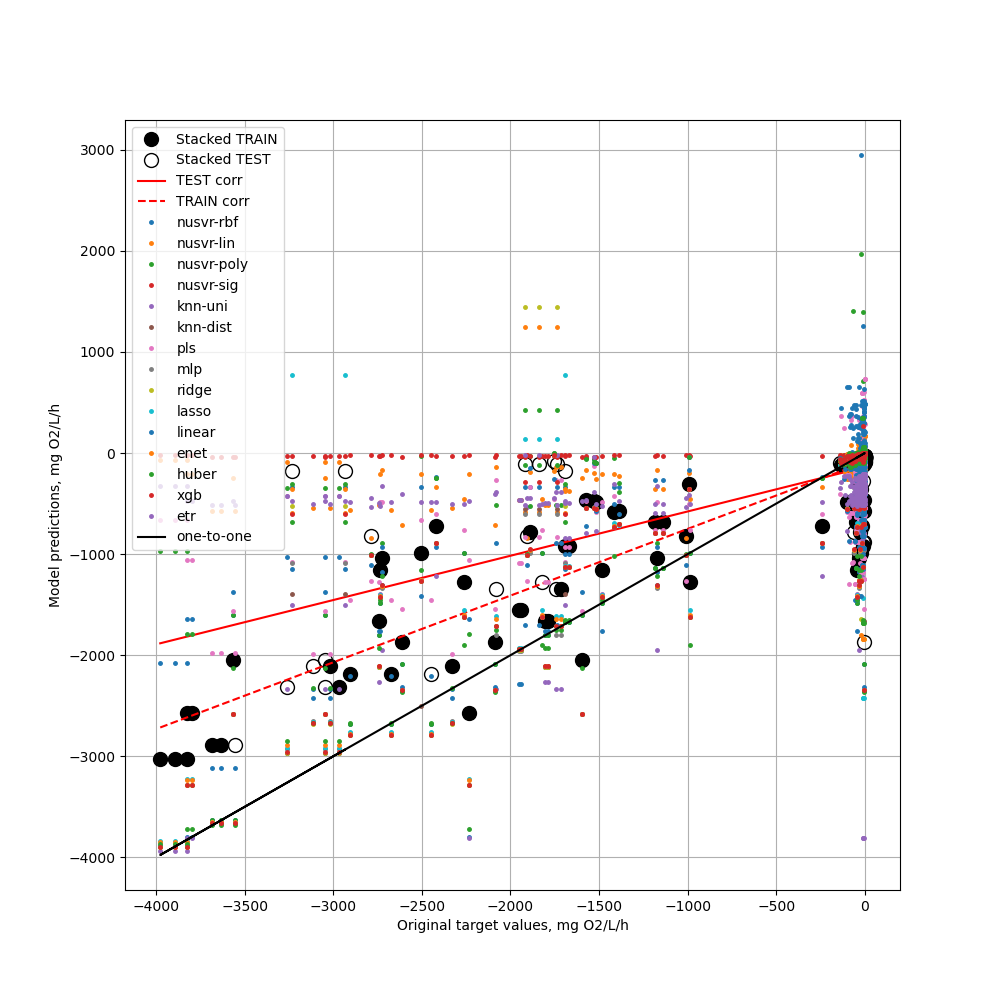 3000
2000
1000
0
−1000
−2000
−3000
−4000
Model predictions, mg O2/L/h
Stacked TRAIN
Stacked TEST
TEST corr
TRAIN corr
nusvr-rbf
nusvr-lin
nusvr-poly
nusvr-sig
knn-uni
knn-dist
pls
mlp
ridge
lasso
linear
enet
huber
xgb
etr
one-to-one
−4000 −3500 −3000 −2500 −2000 −1500 −1000 −500 0
Original target values, mg O2/L/h